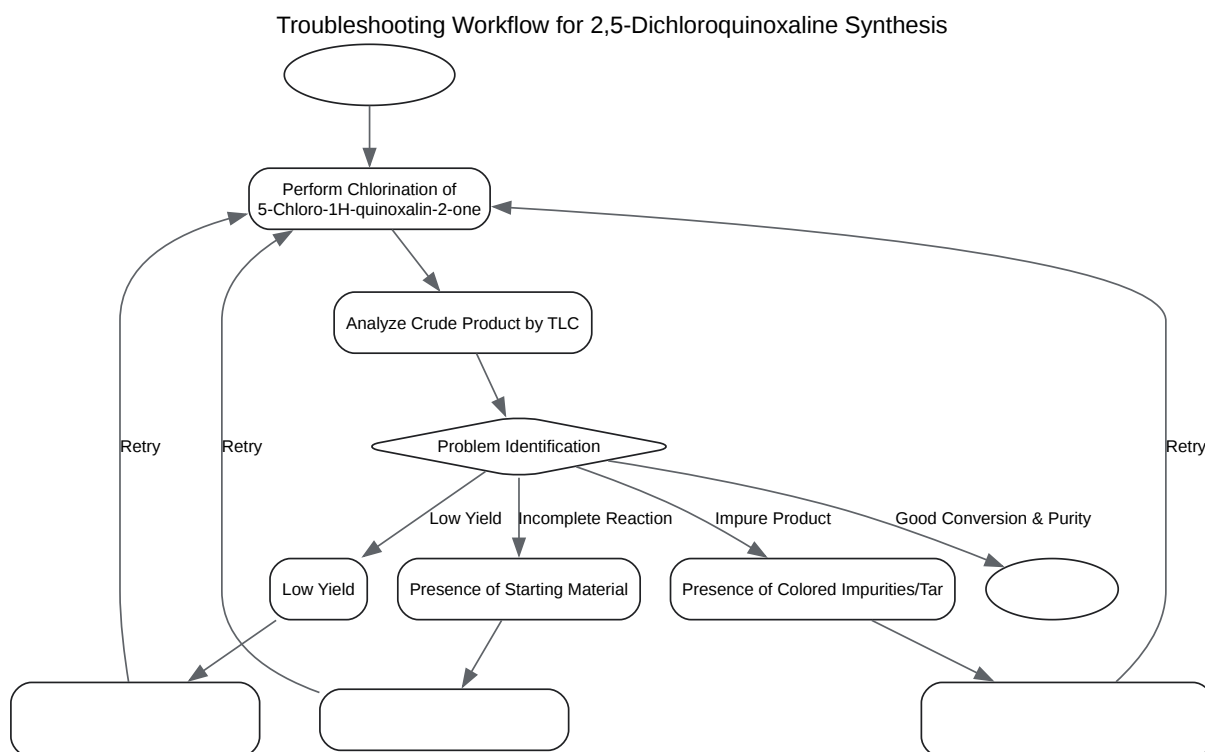 Troubleshooting Workflow for 2,5-Dichloroquinoxaline Synthesis
Perform Chlorination of
5-Chloro-1H-quinoxalin-2-one
Analyze Crude Product by TLC
Problem Identification
Retry
Retry
Retry
Low Yield
Incomplete Reaction
Impure Product
Good Conversion & Purity
Low Yield
Presence of Starting Material
Presence of Colored Impurities/Tar